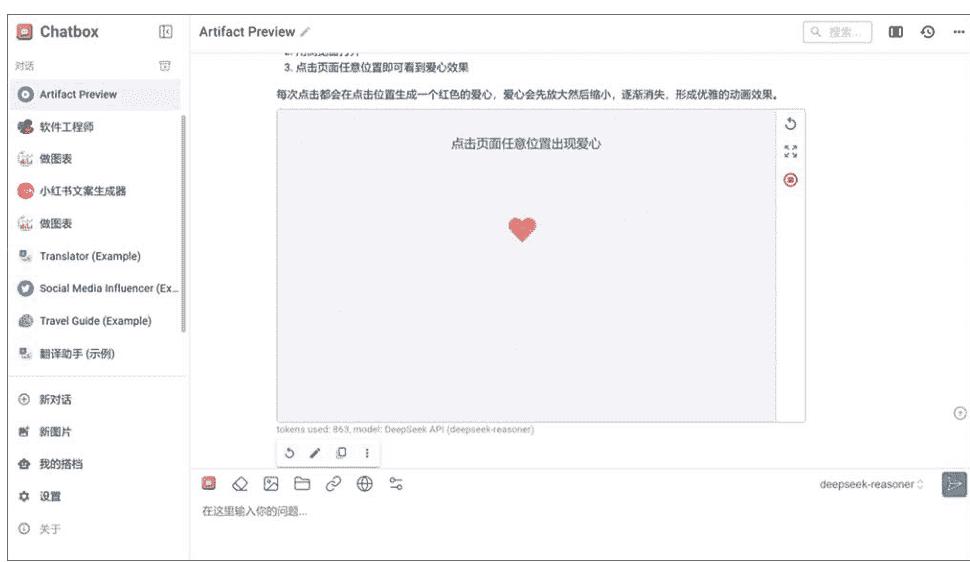 Chatbox
对话
Artifact Preview
软件工程师
做图表
小红书文案生成器
做图表
Translator (Example)
Social Media Influencer (Ex...
Travel Guide (Example)
翻译助手 (示例)
新对话
新图片
我的搭档
设置
关于
Artifact Preview
搜索...
3. 点击页面任意位置即可看到爱心效果
每次点击都会在点击位置生成一个红色的爱心，爱心会先放大然后缩小，逐渐消失，形成优雅的动画效果。
点击页面任意位置出现爱心
tokens used: 863, model: DeepSeek API (deepseek-reasoner)
deepseek-reasoner
在这里输入你的问题...